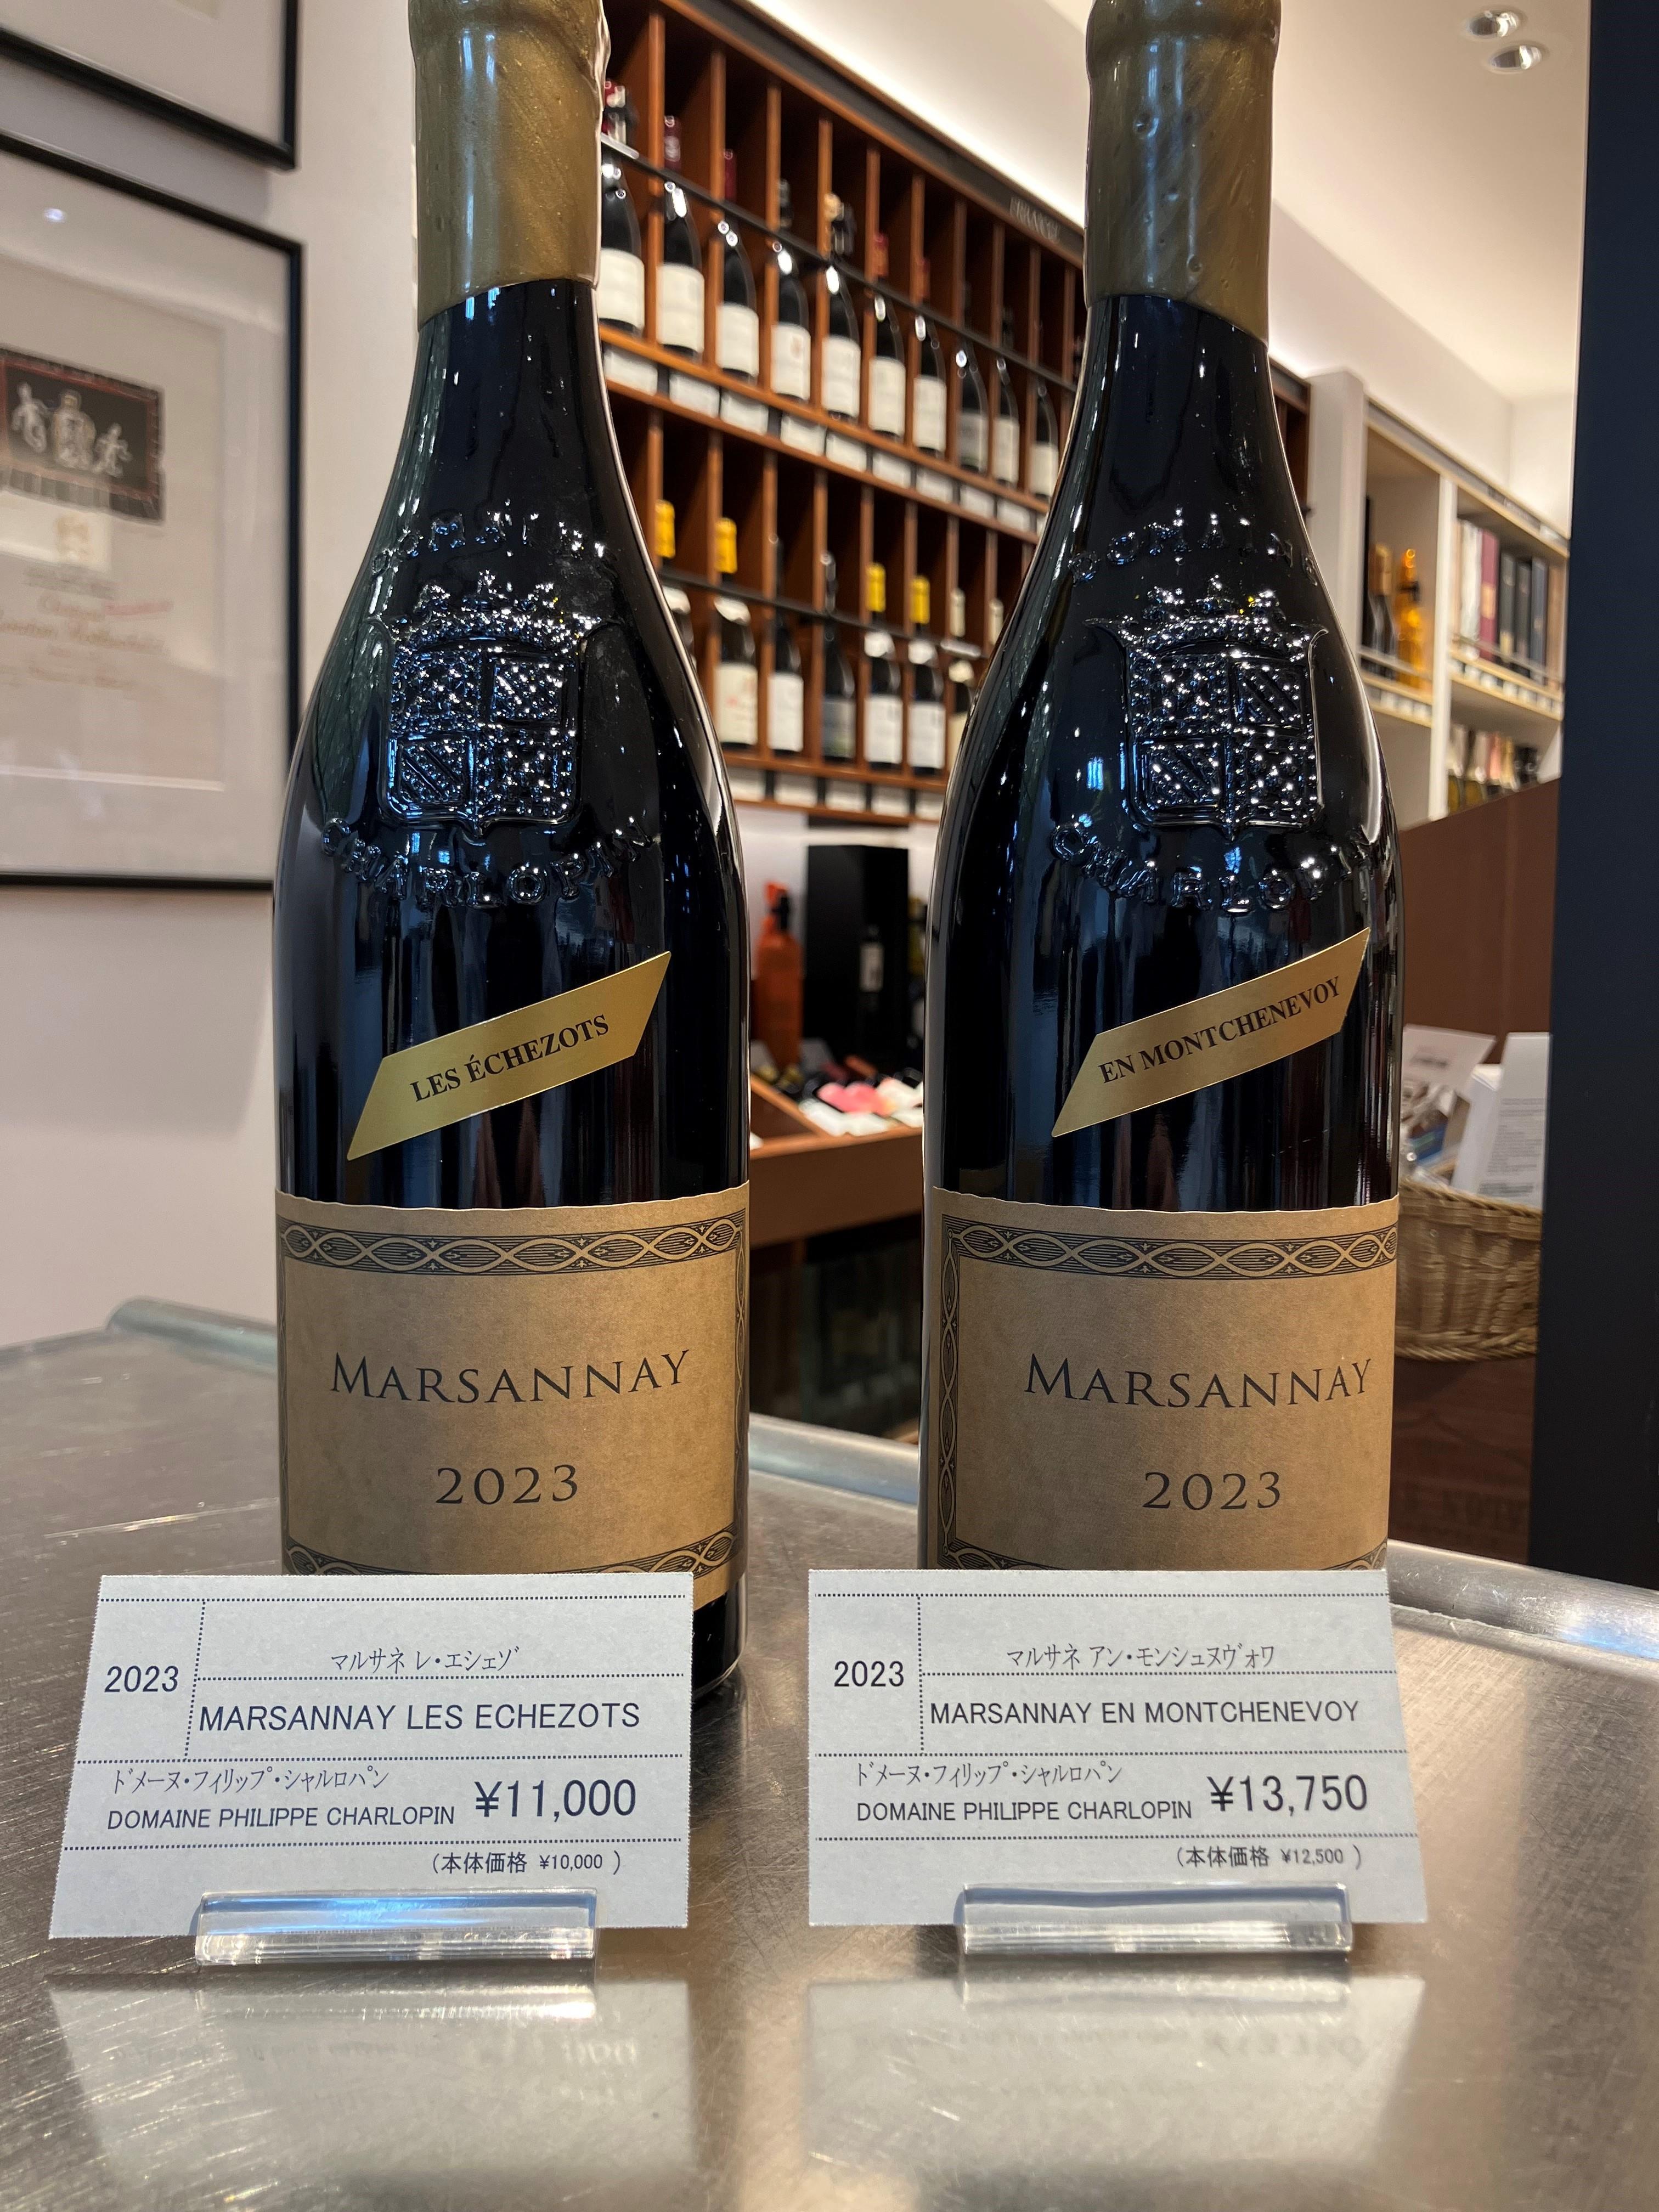 DOMAINE
CHARLOPIN
LES ÉCHEZOTS
MARSANNAY
2023
DOMAINE
CHARLOPIN
EN MONTCHENEVOY
MARSANNAY
2023
2023
マルサネ レ・エシェゾ
MARSANNAY LES ECHEZOTS
ドメーヌ・フィリップ・シャルロパン
DOMAINE PHILIPPE CHARLOPIN
¥11,000
(本体価格 ¥10,000 )
2023
マルサネ アン・モンシュヌヴォワ
MARSANNAY EN MONTCHENEVOY
ドメーヌ・フィリップ・シャルロパン
DOMAINE PHILIPPE CHARLOPIN
¥13,750
(本体価格 ¥12,500 )
FRANCE